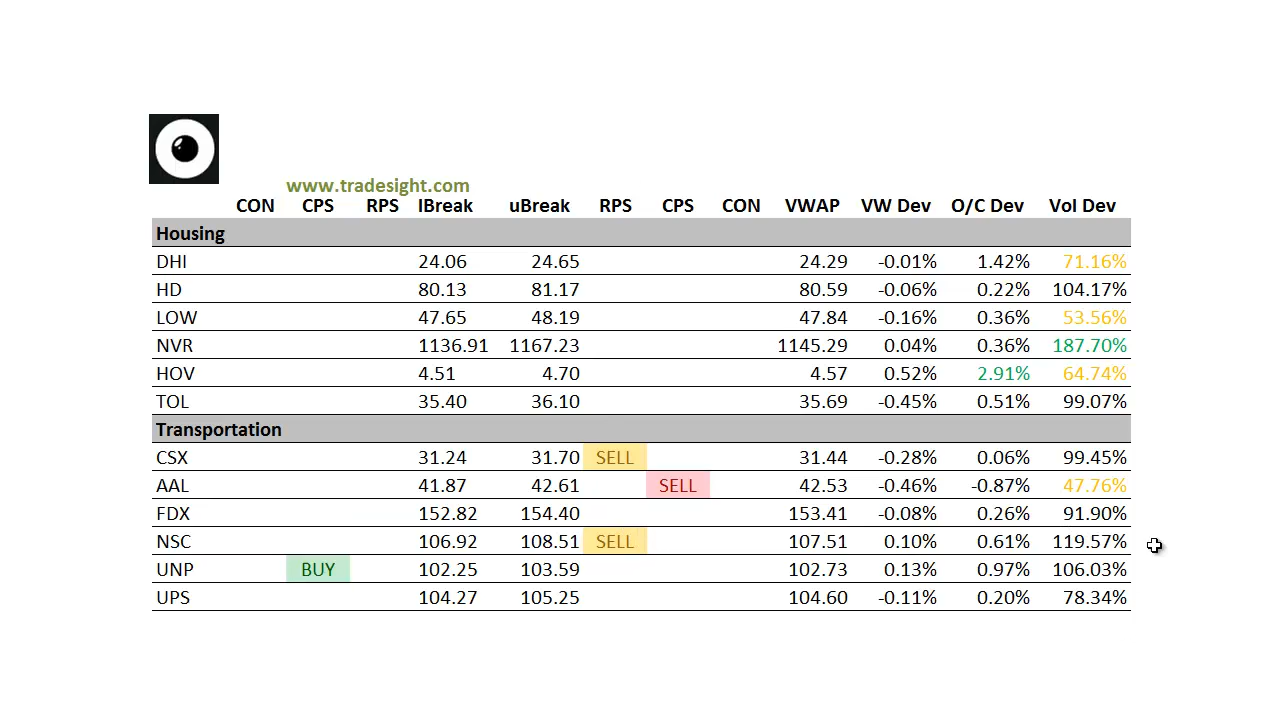 www.tradesight.com
CON CPS RPS lBreak uBreak RPS CPS CON VWAP VW Dev O/C Dev Vol Dev
Housing
DHI 24.06 24.65 24.29 -0.01% 1.42% 71.16%
HD 80.13 81.17 80.59 -0.06% 0.22% 104.17%
LOW 47.65 48.19 47.84 -0.16% 0.36% 53.56%
NVR 1136.91 1167.23 1145.29 0.04% 0.36% 187.70%
HOV 4.51 4.70 4.57 0.52% 2.91% 64.74%
TOL 35.40 36.10 35.69 -0.45% 0.51% 99.07%
Transportation
CSX 31.24 31.70 SELL 31.44 -0.28% 0.06% 99.45%
AAL 41.87 42.61 SELL 42.53 -0.46% -0.87% 47.76%
FDX 152.82 154.40 153.41 -0.08% 0.26% 91.90%
NSC 106.92 108.51 SELL 107.51 0.10% 0.61% 119.57%
UNP BUY 102.25 103.59 102.73 0.13% 0.97% 106.03%
UPS 104.27 105.25 104.60 -0.11% 0.20% 78.34%